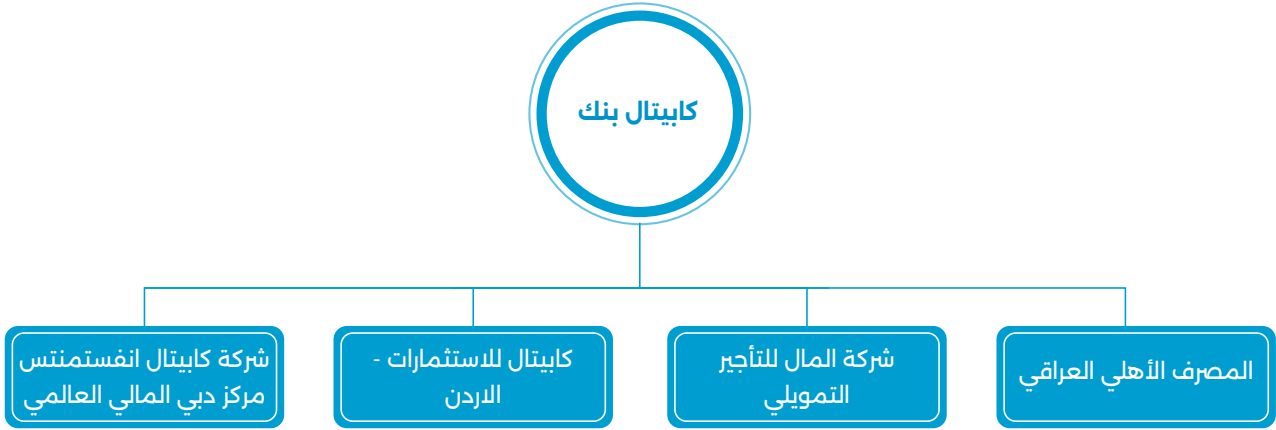 كابيتال بنك
المصرف الأهلي العراقي
شركة المال للتأجير
التمويلي
كابيتال للاستثمارات -
الاردن
شركة كابيتال انفستمنتس
مركز دبي المالي العالمي